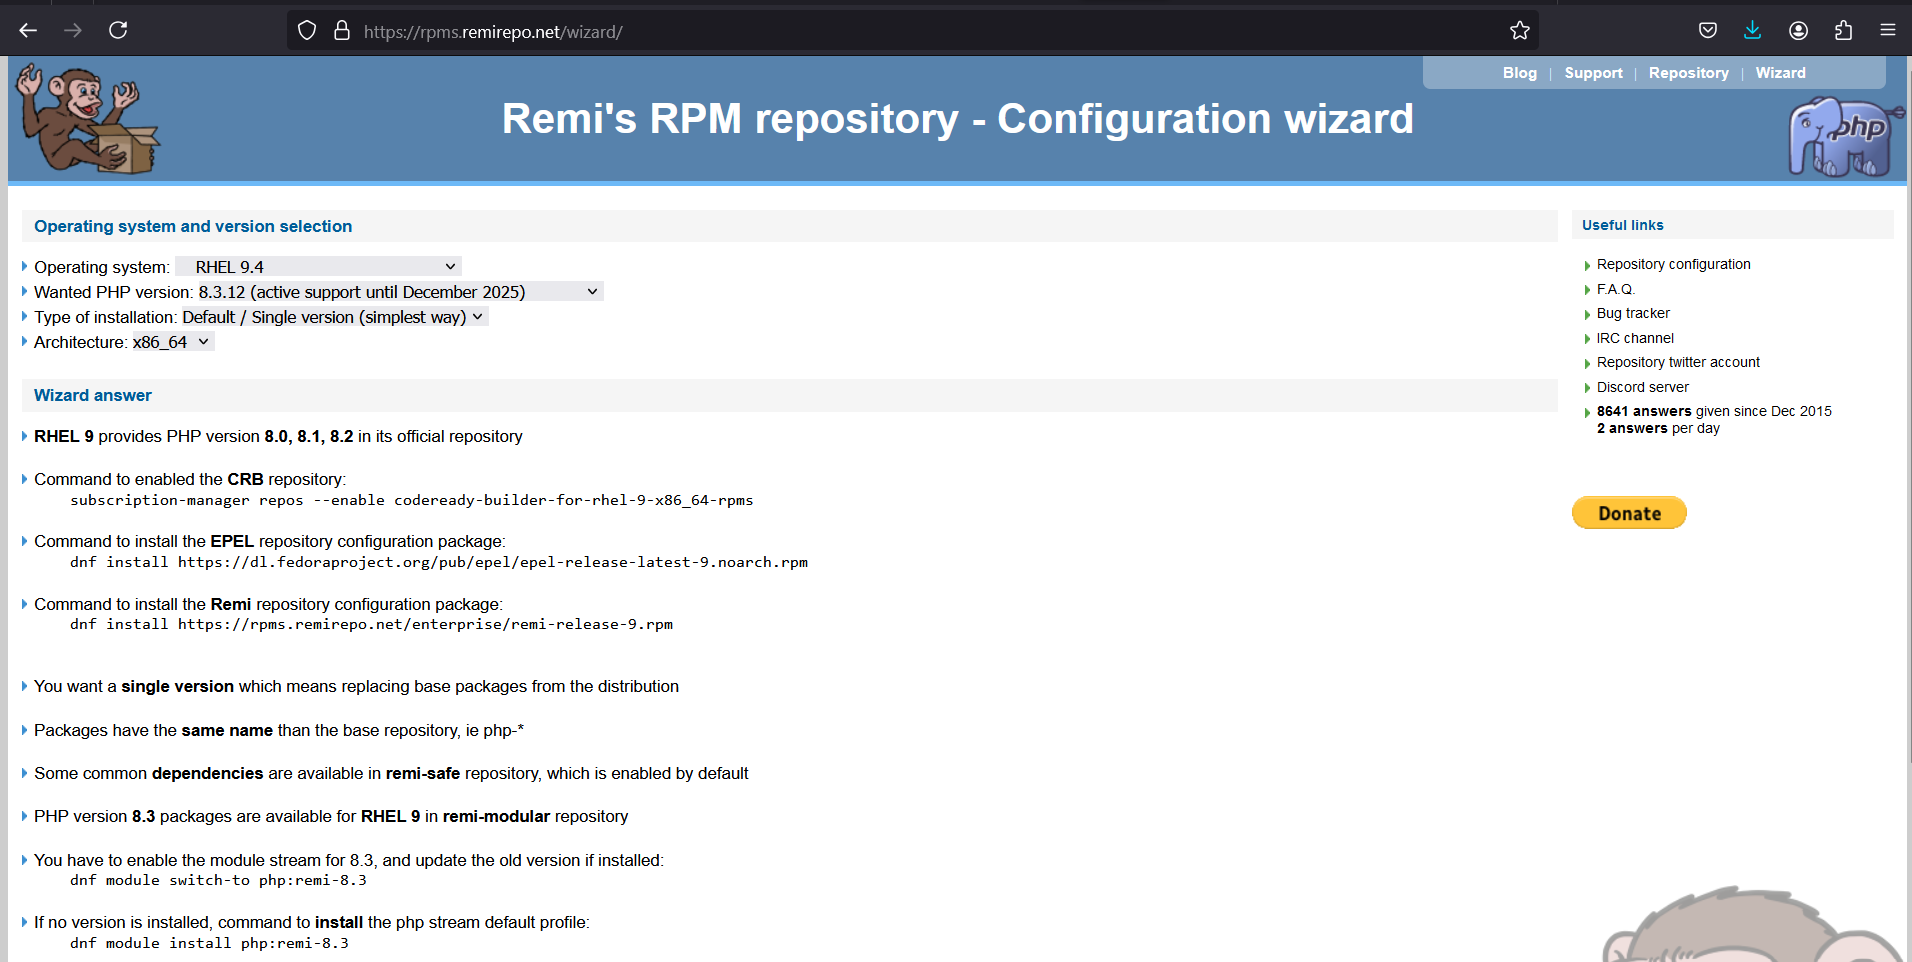 https://rpms.remirepo.net/wizard/
Blog | Support | Repository | Wizard
Remi's RPM repository - Configuration wizard
php
Operating system and version selection
Operating system: RHEL 9.4
Wanted PHP version: 8.3.12 (active support until December 2025)
Type of installation: Default / Single version (simplest way)
Architecture: x86_64
Wizard answer
RHEL 9 provides PHP version 8.0, 8.1, 8.2 in its official repository
Command to enabled the CRB repository:
subscription-manager repos --enable codeready-builder-for-rhel-9-x86_64-rpms
Command to install the EPEL repository configuration package:
dnf install https://dl.fedoraproject.org/pub/epel/epel-release-latest-9.noarch.rpm
Command to install the Remi repository configuration package:
dnf install https://rpms.remirepo.net/enterprise/remi-release-9.rpm
You want a single version which means replacing base packages from the distribution
Packages have the same name than the base repository, ie php-*
Some common dependencies are available in remi-safe repository, which is enabled by default
PHP version 8.3 packages are available for RHEL 9 in remi-modular repository
You have to enable the module stream for 8.3, and update the old version if installed:
dnf module switch-to php:remi-8.3
If no version is installed, command to install the php stream default profile:
dnf module install php:remi-8.3
Useful links
Repository configuration
F.A.Q.
Bug tracker
IRC channel
Repository twitter account
Discord server
8641 answers given since Dec 2015
2 answers per day
Donate